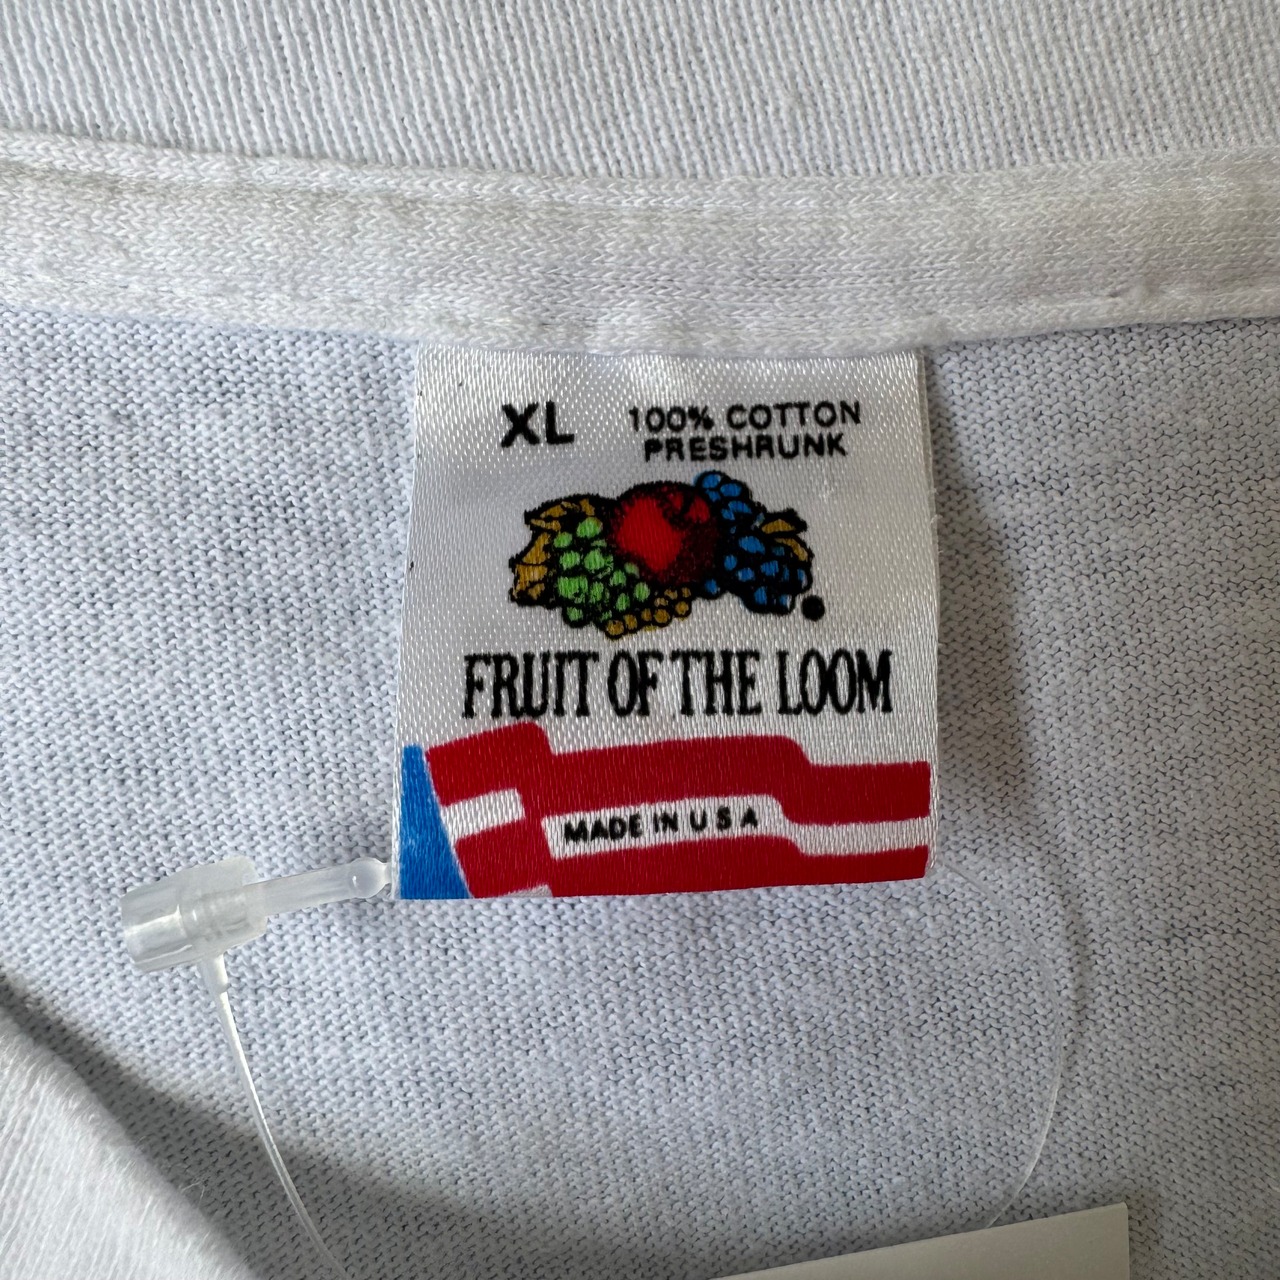 XL
100% COTTON
PRESHRUNK
FRUIT OF THE LOOM
MADE IN U S A